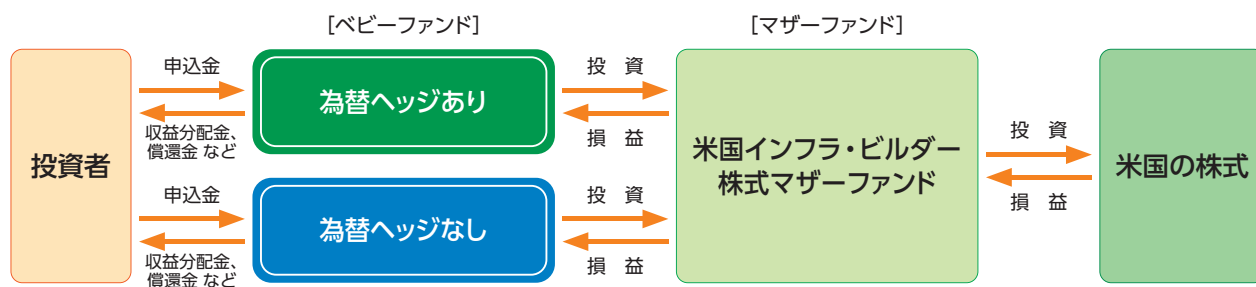 [ベビーファンド]
[マザーファンド]
投資者
申込金
収益分配金、
償還金 など
為替ヘッジあり
投 資
損 益
申込金
収益分配金、
償還金 など
為替ヘッジなし
投 資
損 益
米国インフラ・ビルダー
株式マザーファンド
投 資
損 益
米国の株式